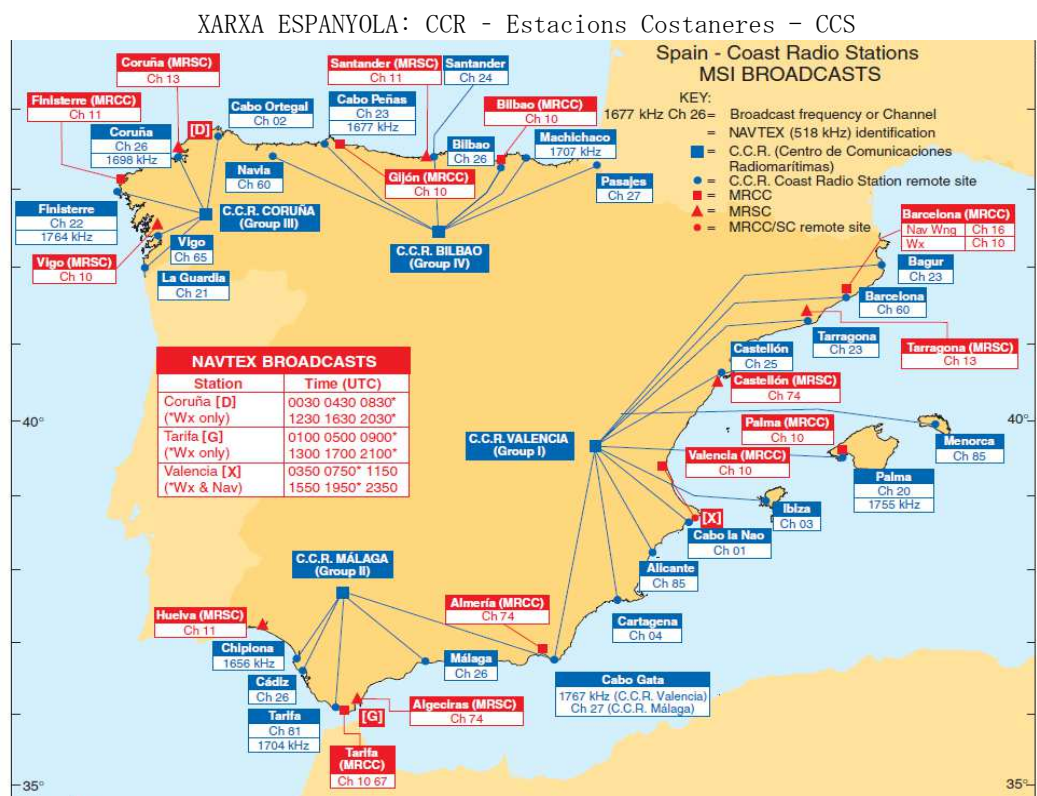 XARXA ESPANYOLA: CCR - Estacions Costaneres – CCS
Spain - Coast Radio Stations
MSI BROADCASTS
KEY:
1677 kHz Ch 26 = Broadcast frequency or Channel
= NAVTEX (518 kHz) identification
= C.C.R. (Centro de Comunicaciones
Radiomarítimas)
= C.C.R. Coast Radio Station remote site
= MRCC
= MRSC
= MRCC/SC remote site
Coruña (MRSC)
Ch 13
Finisterre (MRCC)
Ch 11
Coruña
Ch 26
1698 kHz
[D]
Cabo Ortegal
Ch 02
Cabo Peñas
Ch 23
1677 kHz
Santander (MRSC)
Ch 11
Santander
Ch 24
Bilbao (MRCC)
Ch 10
Bilbao
Ch 26
Machichaco
1707 kHz
Navia
Ch 60
Gijón (MRCC)
Ch 10
Pasajes
Ch 27
Finisterre
Ch 22
1764 kHz
C.C.R. CORUÑA
(Group III)
Vigo
Ch 65
Vigo (MRSC)
Ch 10
La Guardia
Ch 21
C.C.R. BILBAO
(Group IV)
Barcelona (MRCC)
Nav Wng Ch 16
Wx Ch 10
Bagur
Ch 23
Barcelona
Ch 60
Tarragona
Ch 23
Tarragona (MRSC)
Ch 13
Castellón
Ch 25
Castellón (MRSC)
Ch 74
NAVTEX BROADCASTS
Station Time (UTC)
Coruña [D] 0030 0430 0830*
(*Wx only) 1230 1630 2030*
Tarifa [G] 0100 0500 0900*
(*Wx only) 1300 1700 2100*
Valencia [X] 0350 0750* 1150
(*Wx & Nav) 1550 1950* 2350
40°
40°
C.C.R. VALENCIA
(Group I)
Palma (MRCC)
Ch 10
Menorca
Ch 85
Valencia (MRCC)
Ch 10
Palma
Ch 20
1755 kHz
Ibiza
Ch 03
[X]
Cabo la Nao
Ch 01
Alicante
Ch 85
C.C.R. MÁLAGA
(Group II)
Almería (MRCC)
Ch 74
Cartagena
Ch 04
Huelva (MRSC)
Ch 11
Chipiona
1656 kHz
Málaga
Ch 26
Cádiz
Ch 26
Cabo Gata
1767 kHz (C.C.R. Valencia)
Ch 27 (C.C.R. Málaga)
Tarifa
Ch 81
1704 kHz
[G]
Algeciras (MRSC)
Ch 74
Tarifa
(MRCC)
Ch 10 67
35°
35°